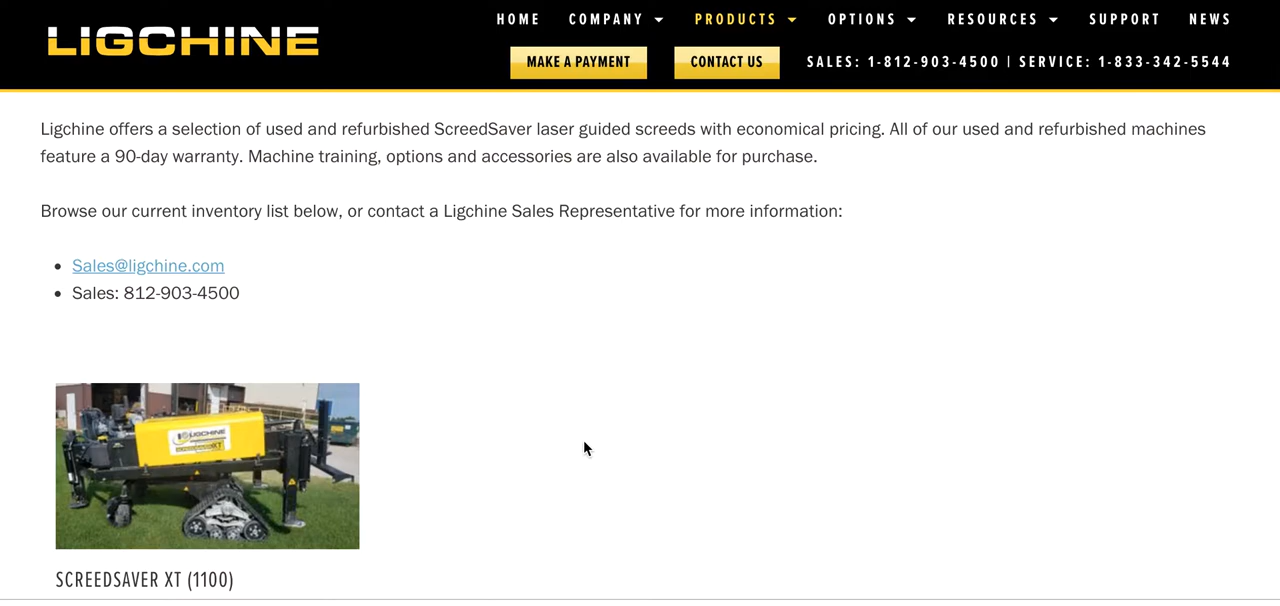 LIGCHINE
HOME COMPANY PRODUCTS OPTIONS RESOURCES SUPPORT NEWS
MAKE A PAYMENT CONTACT US SALES: 1-812-903-4500 | SERVICE: 1-833-342-5544
Ligchine offers a selection of used and refurbished ScreedSaver laser guided screeds with economical pricing. All of our used and refurbished machines
feature a 90-day warranty. Machine training, options and accessories are also available for purchase.
Browse our current inventory list below, or contact a Ligchine Sales Representative for more information:
• Sales@ligchine.com
• Sales: 812-903-4500
LIGCHINE
SCREEDSAVER XT (1100)